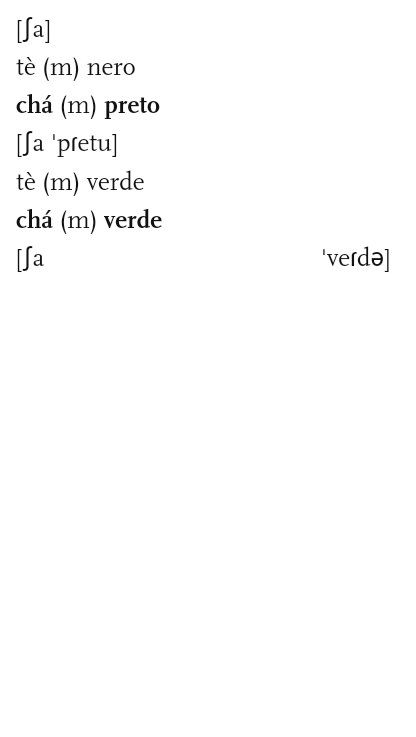 [ʃa]
tè (m) nero
chá (m) preto
[ʃa ˈpɾetu]
tè (m) verde
chá (m) verde
[ʃa ˈveɾdə]